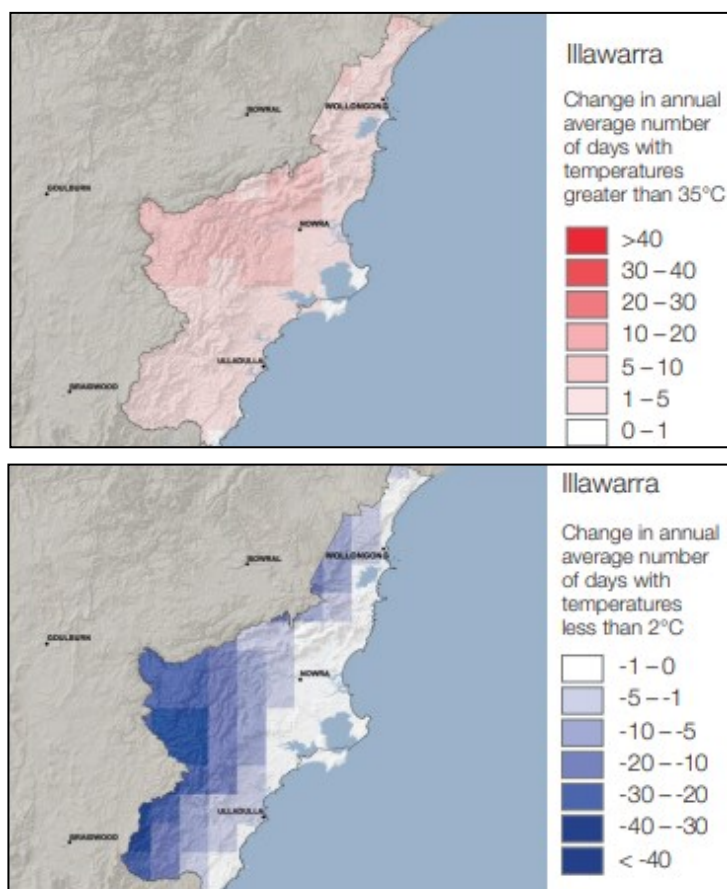 Illawarra
Change in annual
average number
of days with
temperatures
greater than 35°C
>40
30 – 40
20 – 30
10 – 20
5 – 10
1 – 5
0 – 1
WOLLONGONG
BOWRAL
GOULBURN
NOWRA
ULLADULLA
BRAIDWOOD
Illawarra
Change in annual
average number
of days with
temperatures
less than 2°C
-1 – 0
-5 – -1
-10 – -5
-20 – -10
-30 – -20
-40 – -30
< -40
WOLLONGONG
BOWRAL
GOULBURN
NOWRA
ULLADULLA
BRAIDWOOD